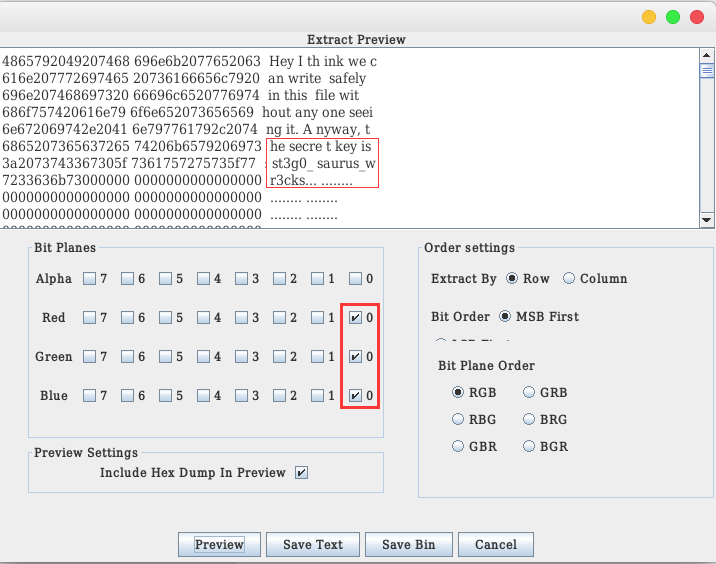 Extract Preview
4865792049207468 696e6b2077652063 Hey I th ink we c
616e207772697465 20736166656c7920 an write safely
696e207468697320 66696c6520776974 in this file wit
686f757420616e79 6f6e652073656569 hout any one seei
6e672069742e2041 6e797761792c2074 ng it. A nyway, t
6865207365637265 74206b6579206973 he secre t key is
3a2073743367305f 7361757275735f77 : st3g0_ saurus_w
7233636b73000000 0000000000000000 r3cks... ........
0000000000000000 0000000000000000 ........ ........
0000000000000000 0000000000000000 ........ ........
Bit Planes
Alpha 7 6 5 4 3 2 1 0
Red 7 6 5 4 3 2 1 0
Green 7 6 5 4 3 2 1 0
Blue 7 6 5 4 3 2 1 0
Preview Settings
Include Hex Dump In Preview
Order settings
Extract By Row Column
Bit Order MSB First
Bit Plane Order
RGB GRB
RBG BRG
GBR BGR
Preview Save Text Save Bin Cancel